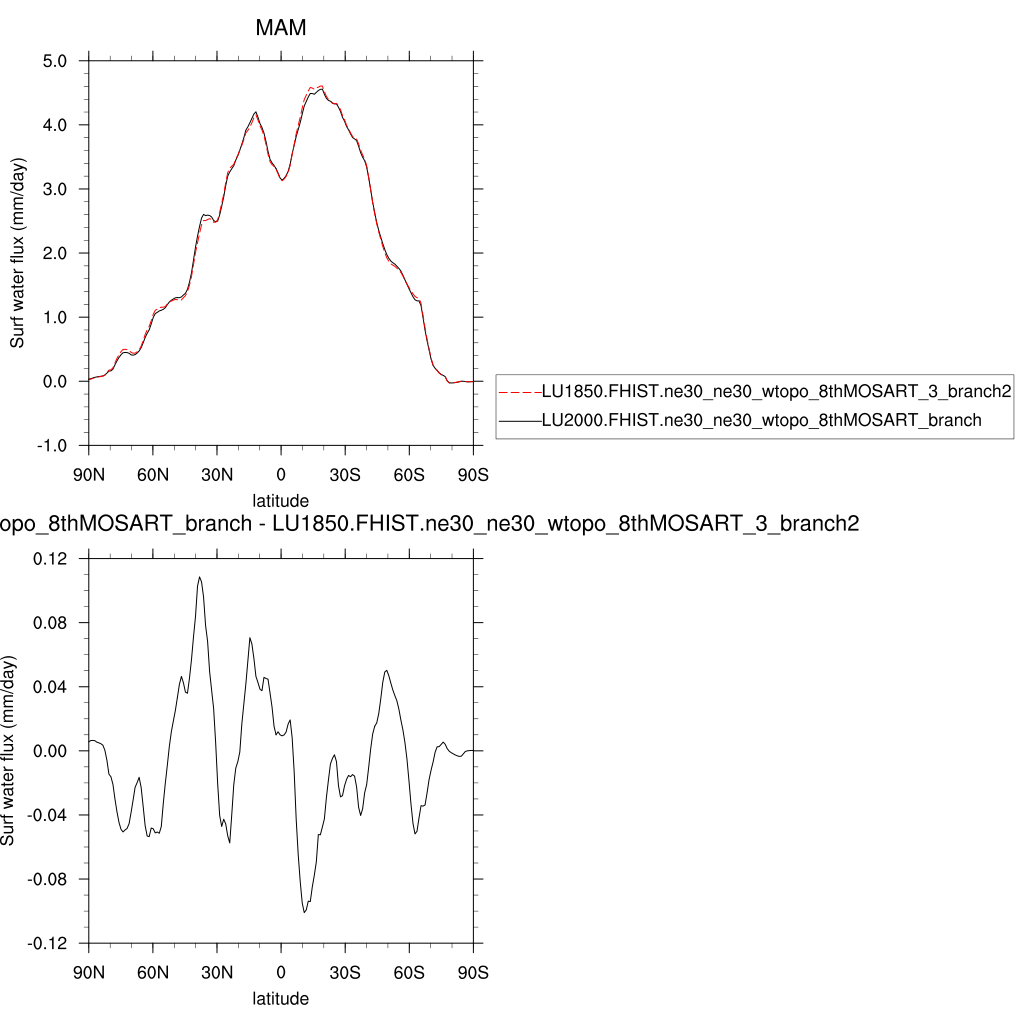 MAM
5.0
4.0
3.0
2.0
1.0
0.0
-1.0
Surf water flux (mm/day)
90N 60N 30N 0 30S 60S 90S
latitude
LU1850.FHIST.ne30_ne30_wtopo_8thMOSART_3_branch2
LU2000.FHIST.ne30_ne30_wtopo_8thMOSART_branch
opo_8thMOSART_branch - LU1850.FHIST.ne30_ne30_wtopo_8thMOSART_3_branch2
0.12
0.08
0.04
0.00
-0.04
-0.08
-0.12
Surf water flux (mm/day)
90N 60N 30N 0 30S 60S 90S
latitude